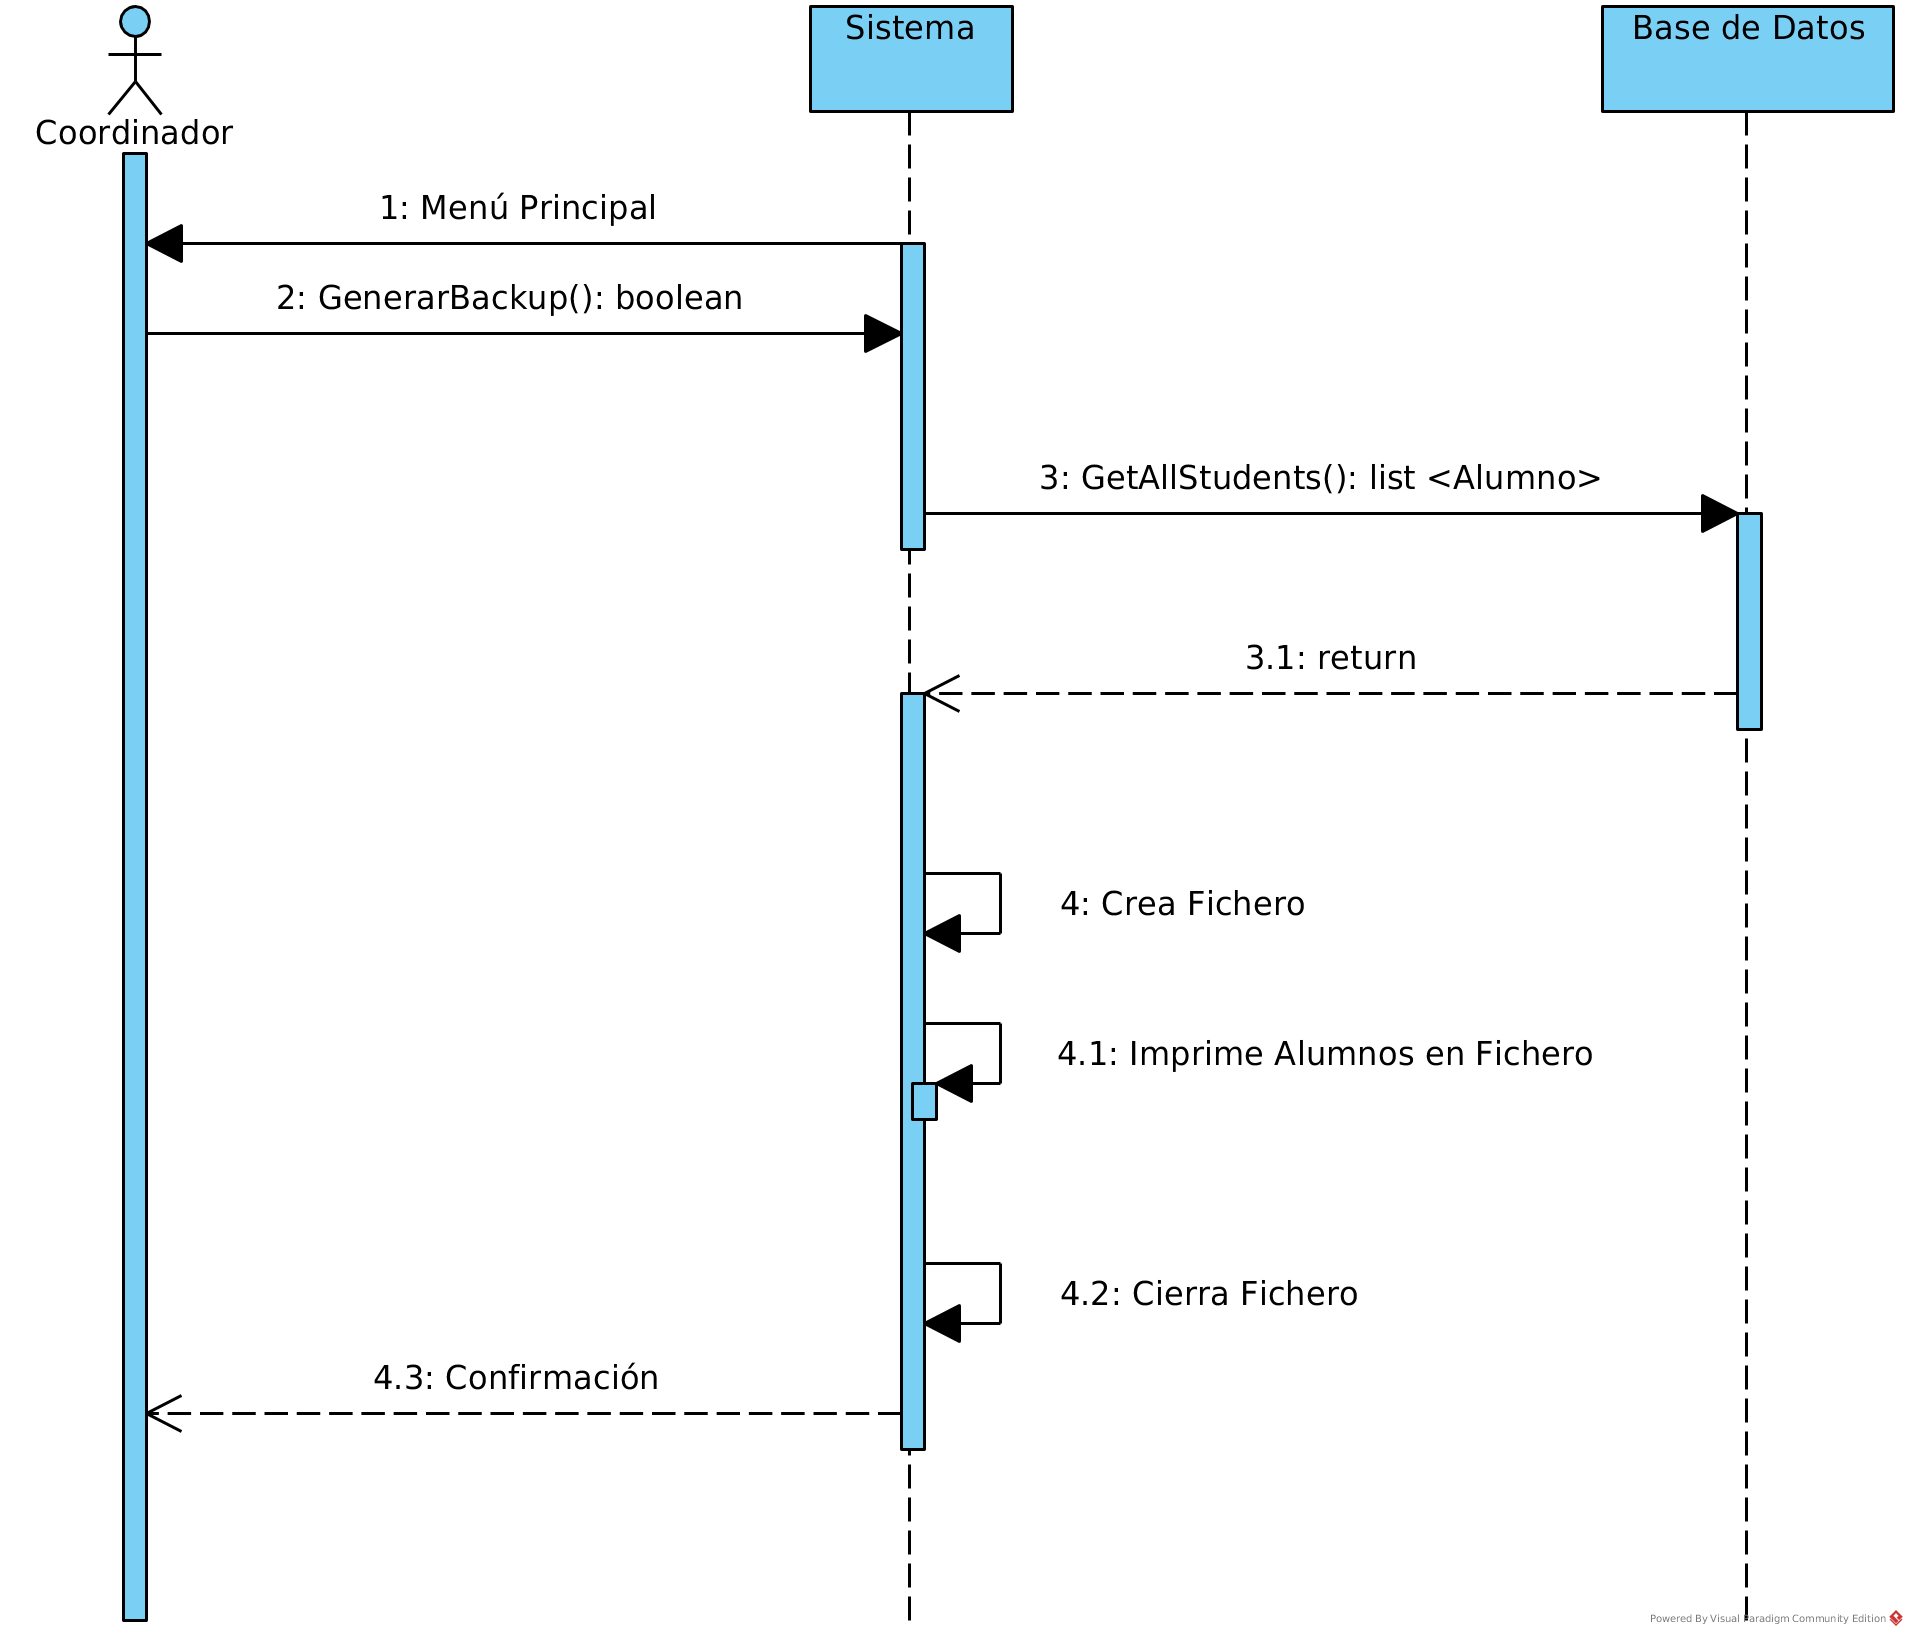 Sistema
Base de Datos
Coordinador
1: Menú Principal
2: GenerarBackup(): boolean
3: GetAllStudents(): list <Alumno>
3.1: return
4: Crea Fichero
4.1: Imprime Alumnos en Fichero
4.2: Cierra Fichero
4.3: Confirmación
Powered By Visual Paradigm Community Edition